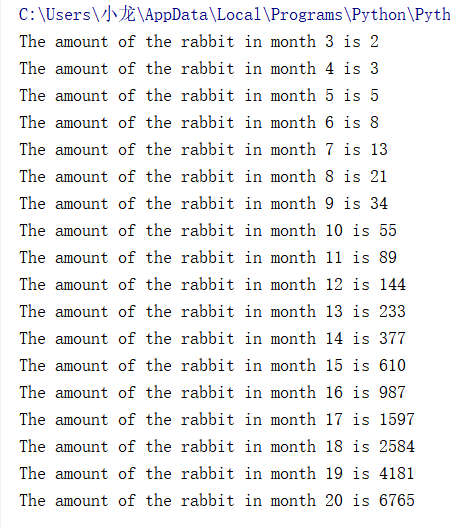 C:\Users\小龙\AppData\Local\Programs\Python\Pyth
The amount of the rabbit in month 3 is 2
The amount of the rabbit in month 4 is 3
The amount of the rabbit in month 5 is 5
The amount of the rabbit in month 6 is 8
The amount of the rabbit in month 7 is 13
The amount of the rabbit in month 8 is 21
The amount of the rabbit in month 9 is 34
The amount of the rabbit in month 10 is 55
The amount of the rabbit in month 11 is 89
The amount of the rabbit in month 12 is 144
The amount of the rabbit in month 13 is 233
The amount of the rabbit in month 14 is 377
The amount of the rabbit in month 15 is 610
The amount of the rabbit in month 16 is 987
The amount of the rabbit in month 17 is 1597
The amount of the rabbit in month 18 is 2584
The amount of the rabbit in month 19 is 4181
The amount of the rabbit in month 20 is 6765